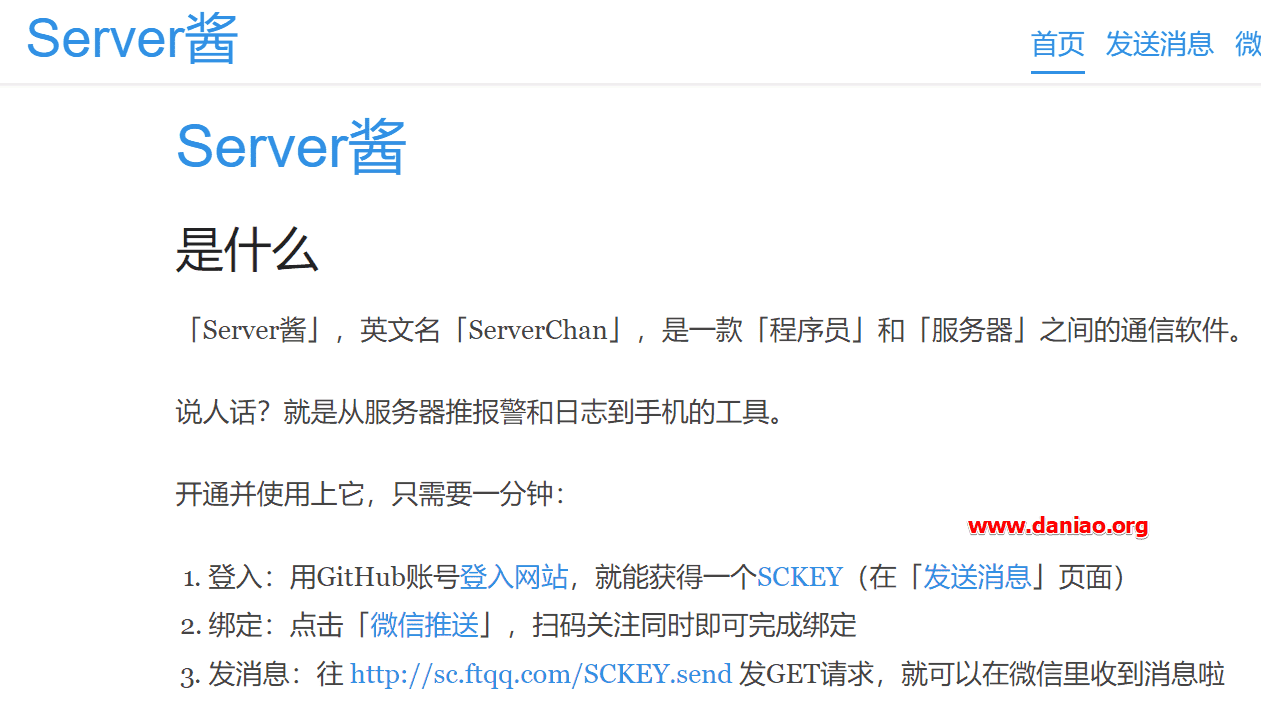 Server酱
首页 发送消息 微
Server酱
是什么
「Server酱」，英文名「ServerChan」，是一款「程序员」和「服务器」之间的通信软件。
说人话？就是从服务器推报警和日志到手机的工具。
开通并使用上它，只需要一分钟：
www.daniao.org
1. 登入：用GitHub账号登入网站，就能获得一个SCKEY（在「发送消息」页面）
2. 绑定：点击「微信推送」，扫码关注同时即可完成绑定
3. 发消息：往 http://sc.ftqq.com/SCKEY.send 发GET请求，就可以在微信里收到消息啦